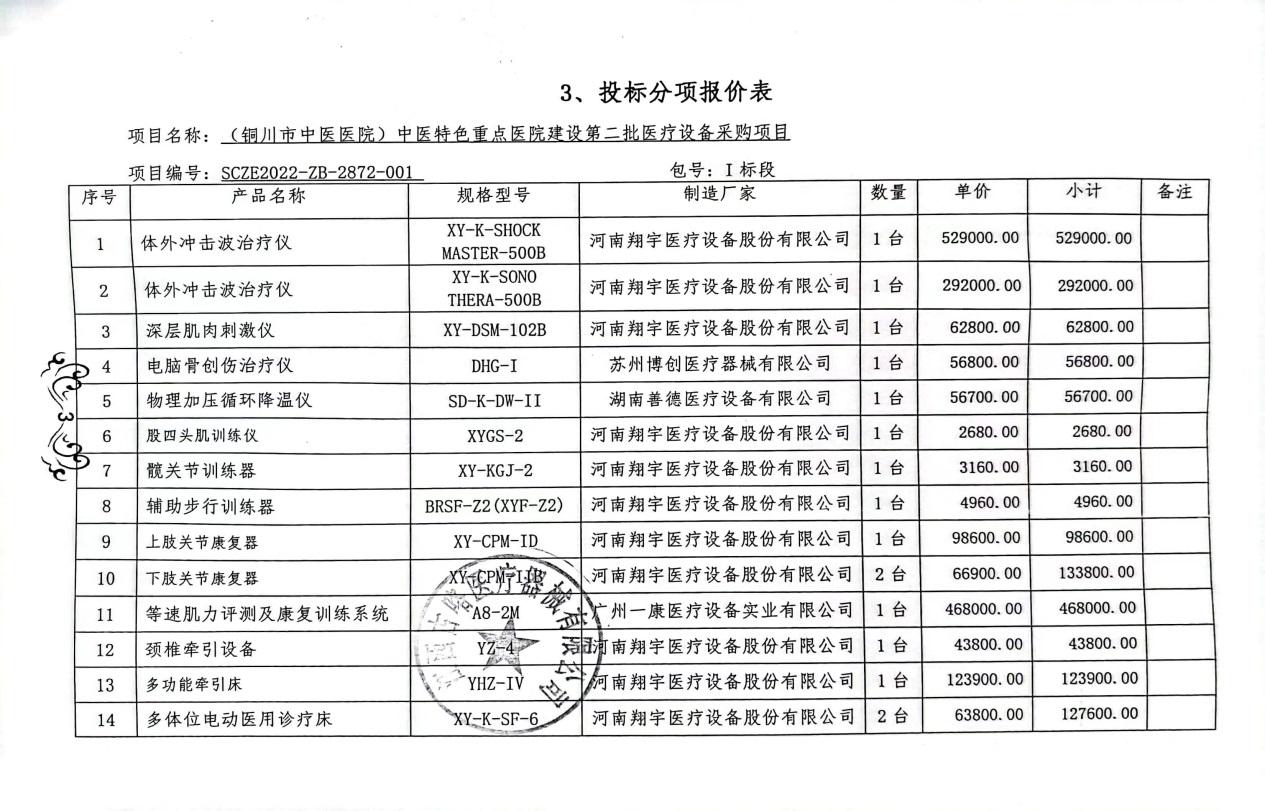 3、投标分项报价表
项目名称：（铜川市中医医院）中医特色重点医院建设第二批医疗设备采购项目
项目编号：SCZE2022-ZB-2872-001 包号：I标段
序号 产品名称 规格型号 制造厂家 数量 单价 小计 备注
1 体外冲击波治疗仪 XY-K-SHOCK MASTER-500B 河南翔宇医疗设备股份有限公司 1台 529000.00 529000.00
2 体外冲击波治疗仪 XY-K-SONO THERA-500B 河南翔宇医疗设备股份有限公司 1台 292000.00 292000.00
3 深层肌肉刺激仪 XY-DSM-102B 河南翔宇医疗设备股份有限公司 1台 62800.00 62800.00
4 电脑骨创伤治疗仪 DHG-I 苏州博创医疗器械有限公司 1台 56800.00 56800.00
5 物理加压循环降温仪 SD-K-DW-II 湖南善德医疗设备有限公司 1台 56700.00 56700.00
6 股四头肌训练仪 XYGS-2 河南翔宇医疗设备股份有限公司 1台 2680.00 2680.00
7 髋关节训练器 XY-KGJ-2 河南翔宇医疗设备股份有限公司 1台 3160.00 3160.00
8 辅助步行训练器 BRSF-Z2(XYF-Z2) 河南翔宇医疗设备股份有限公司 1台 4960.00 4960.00
9 上肢关节康复器 XY-CPM-ID 河南翔宇医疗设备股份有限公司 1台 98600.00 98600.00
10 下肢关节康复器 XY-CPM-IIB 河南翔宇医疗设备股份有限公司 2台 66900.00 133800.00
11 等速肌力评测及康复训练系统 A8-2M 广州一康医疗设备实业有限公司 1台 468000.00 468000.00
12 颈椎牵引设备 YZ-4 河南翔宇医疗设备股份有限公司 1台 43800.00 43800.00
13 多功能牵引床 YHZ-IV 河南翔宇医疗设备股份有限公司 1台 123900.00 123900.00
14 多体位电动医用诊疗床 XY-K-SF-6 河南翔宇医疗设备股份有限公司 2台 63800.00 127600.00
3
医疗器械有限公司